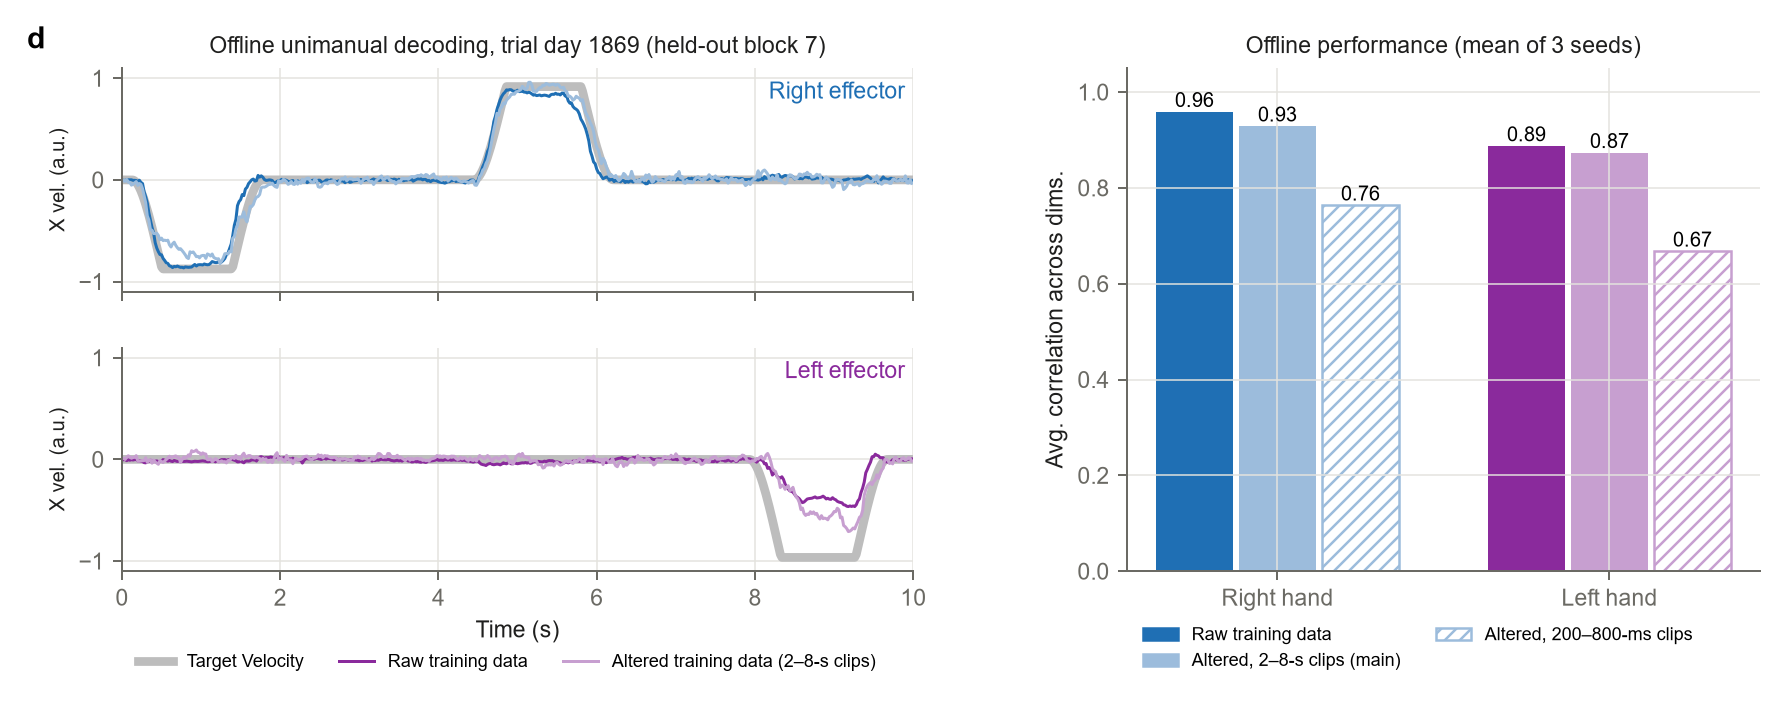 d
Offline unimanual decoding, trial day 1869 (held-out block 7)
Right effector
X vel. (a.u.)
1
0
−1
Left effector
X vel. (a.u.)
1
0
−1
0 2 4 6 8 10
Time (s)
Target Velocity Raw training data Altered training data (2–8-s clips)
Offline performance (mean of 3 seeds)
Avg. correlation across dims.
1.0
0.8
0.6
0.4
0.2
0.0
0.96 0.93 0.76 0.89 0.87 0.67
Right hand Left hand
Raw training data Altered, 200–800-ms clips
Altered, 2–8-s clips (main)